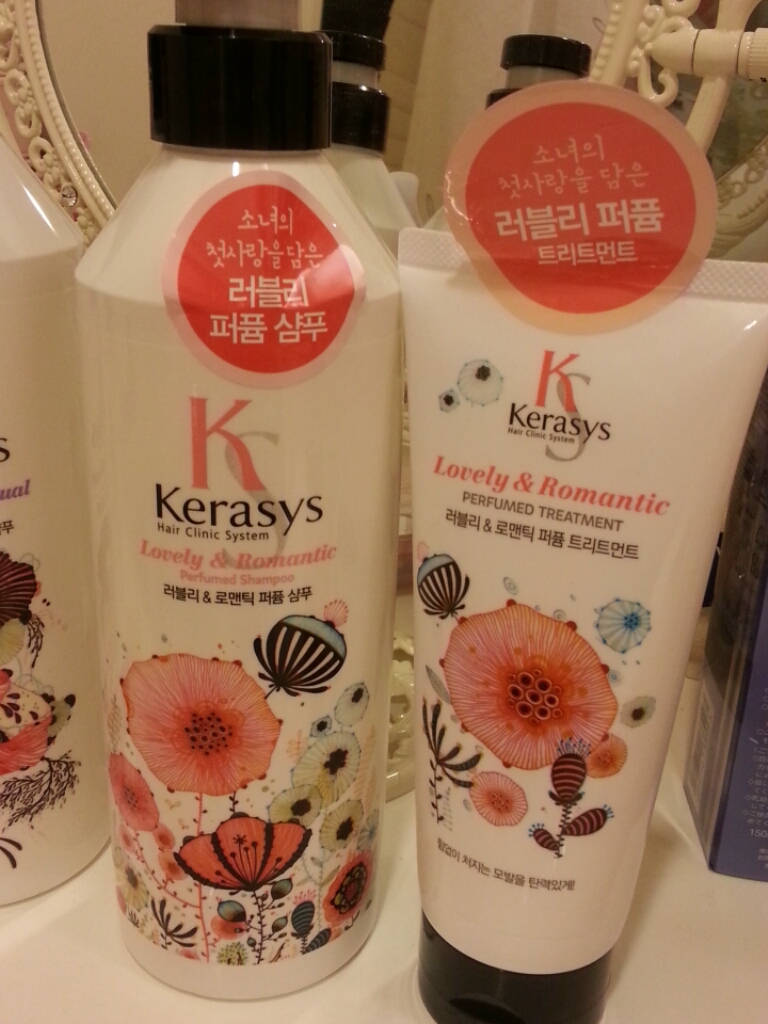 소녀의
첫사랑을담은
러블리
퍼퓸 샴푸
KS
Kerasys
Hair Clinic System
Lovely & Romantic
Perfumed Shampoo
러블리 & 로맨틱 퍼퓸 샴푸
소녀의
첫사랑을 담은
러블리 퍼퓸
트리트먼트
KS
Kerasys
Hair Clinic System
Lovely & Romantic
PERFUMED TREATMENT
러블리 & 로맨틱 퍼퓸 트리트먼트
힘없이 처지는 모발을 탄력있게!
s
ual
푸